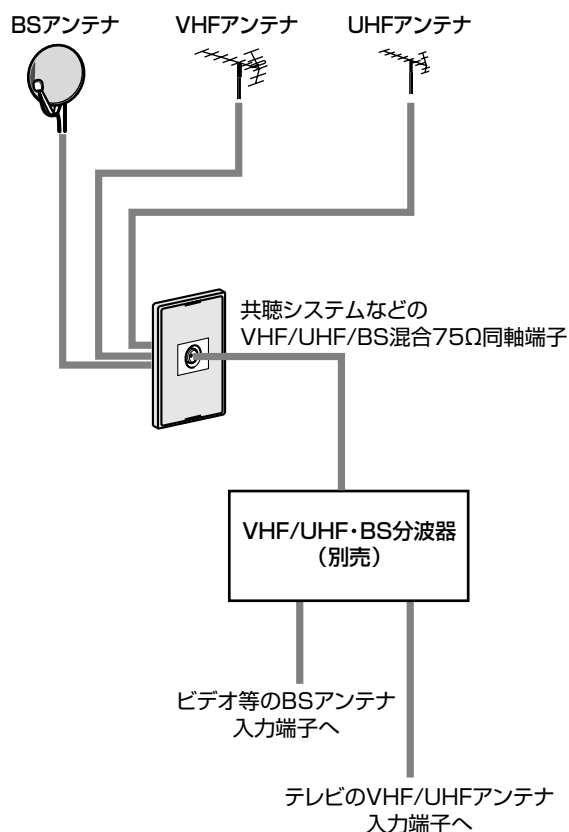 BSアンテナ
VHFアンテナ
UHFアンテナ
共聴システムなどの
VHF/UHF/BS混合75Ω同軸端子
VHF/UHF・BS分波器
（別売）
ビデオ等のBSアンテナ
入力端子へ
テレビのVHF/UHFアンテナ
入力端子へ